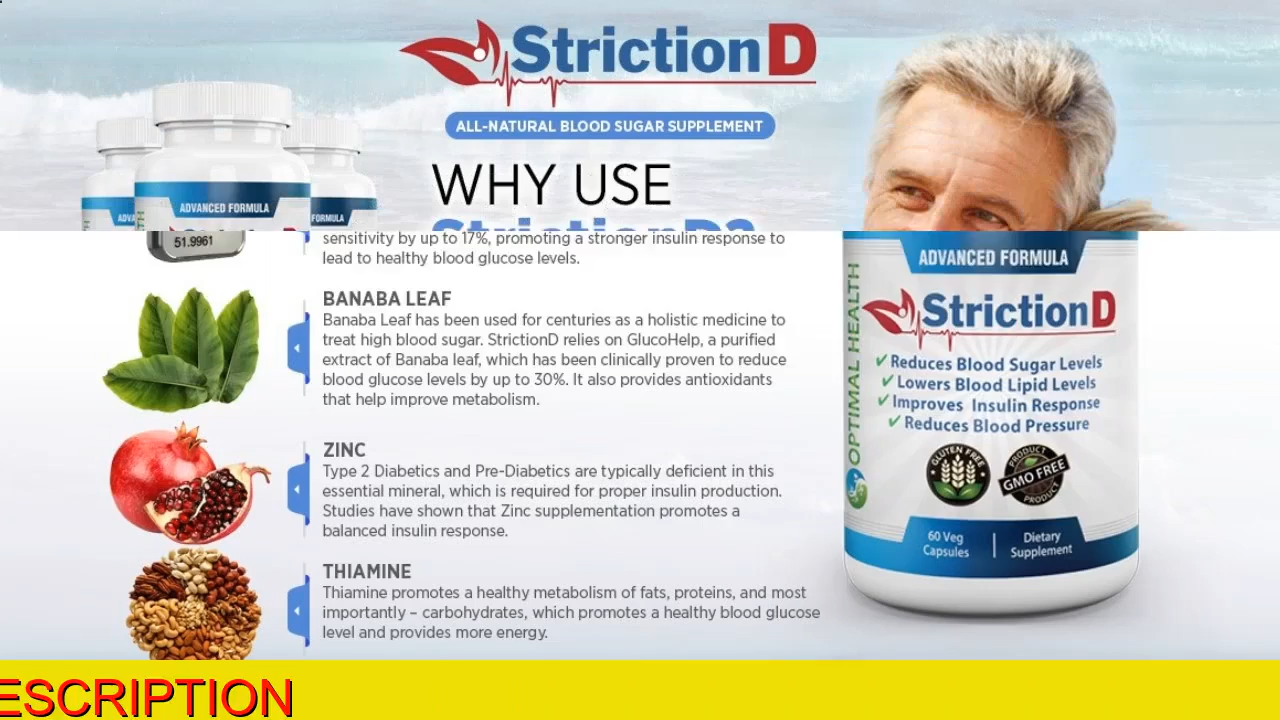 StrictionD
ALL-NATURAL BLOOD SUGAR SUPPLEMENT
WHY USE
StrictionD?
ADVANCED FORMULA
FORMULA
51.9961
sensitivity by up to 17%, promoting a stronger insulin response to
lead to healthy blood glucose levels.
BANABA LEAF
Banaba Leaf has been used for centuries as a holistic medicine to
treat high blood sugar. StrictionD relies on GlucoHelp, a purified
extract of Banaba leaf, which has been clinically proven to reduce
blood glucose levels by up to 30%. It also provides antioxidants
that help improve metabolism.
ZINC
Type 2 Diabetics and Pre-Diabetics are typically deficient in this
essential mineral, which is required for proper insulin production.
Studies have shown that Zinc supplementation promotes a
balanced insulin response.
THIAMINE
Thiamine promotes a healthy metabolism of fats, proteins, and most
importantly – carbohydrates, which promotes a healthy blood glucose
level and provides more energy.
ADVANCED FORMULA
OPTIMAL HEALTH
StrictionD
Reduces Blood Sugar Levels
Lowers Blood Lipid Levels
Improves Insulin Response
Reduces Blood Pressure
GLUTEN FREE
PRODUCT
GMO FREE
PRODUCT
60 Veg
Capsules
Dietary
Supplement
ESCRIPTION